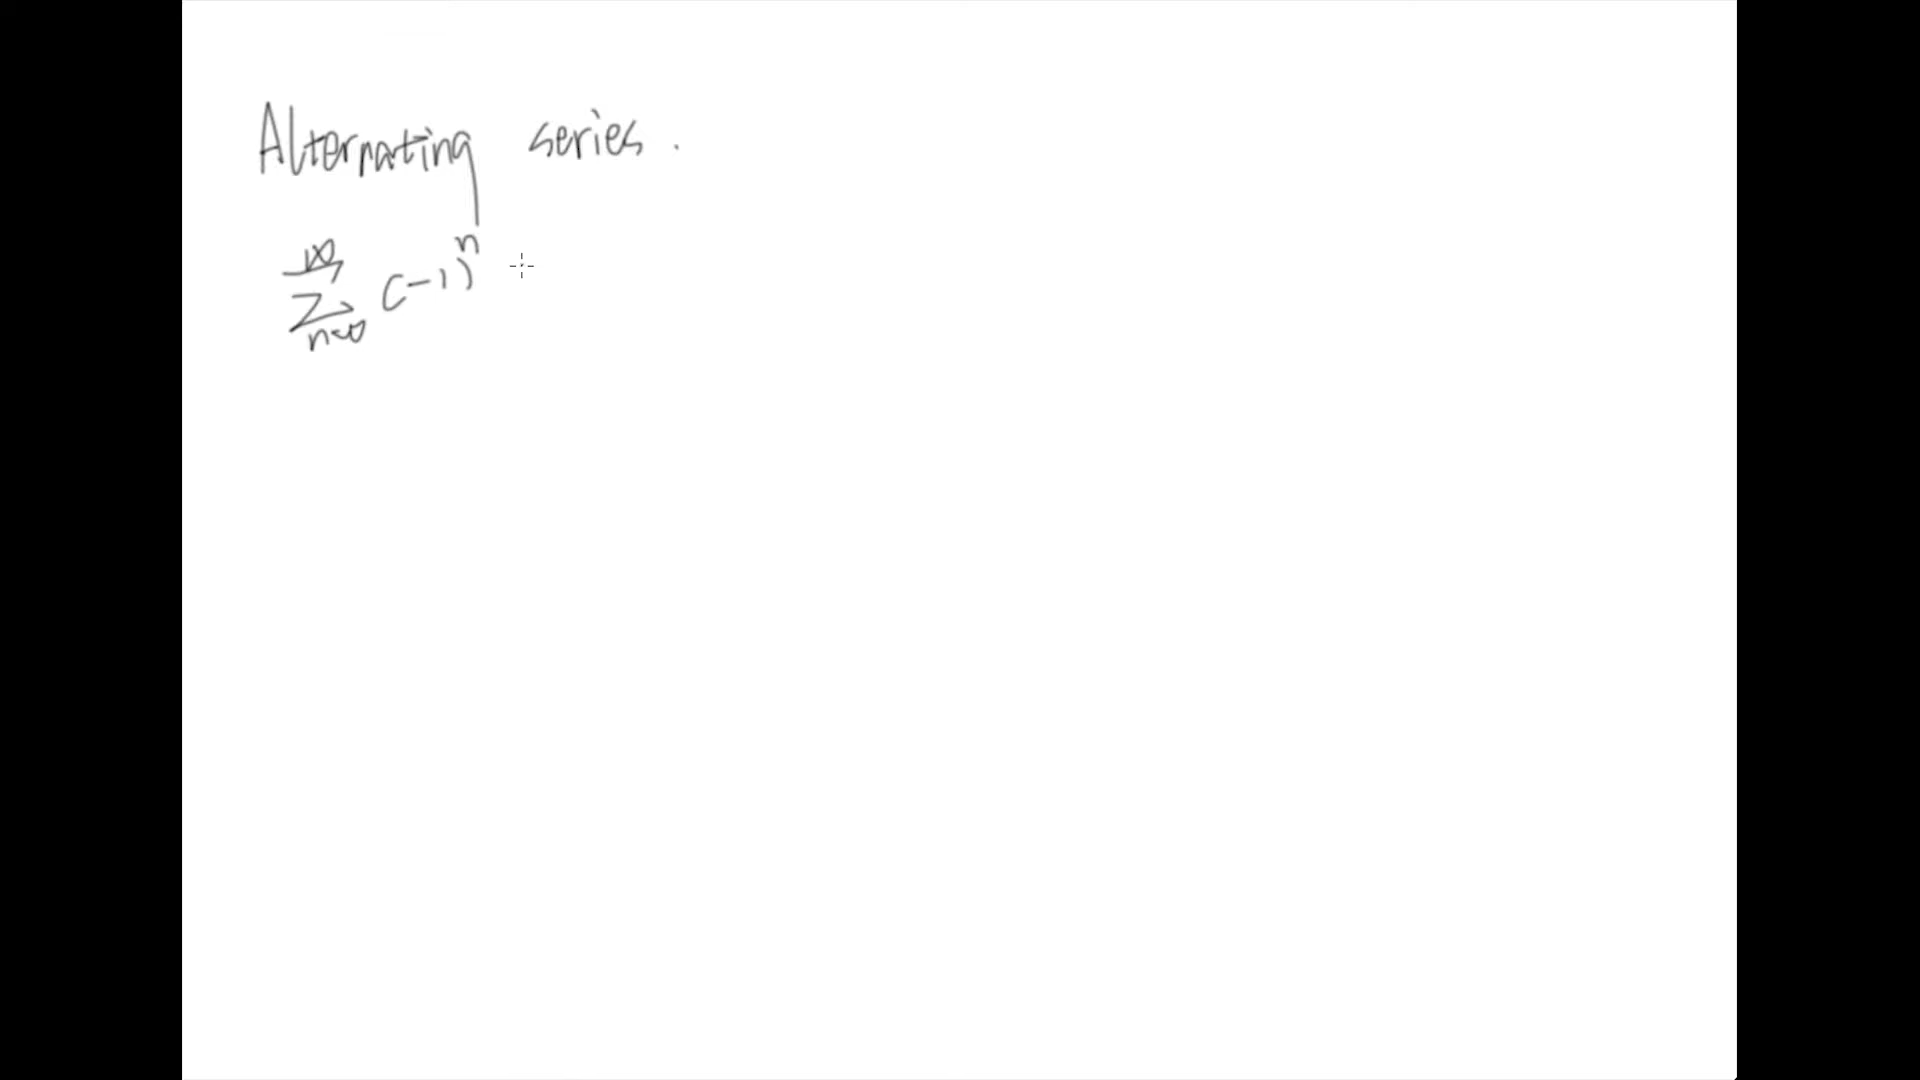 Alternating series.
∑_{n=0}^{∞} (-1)^n